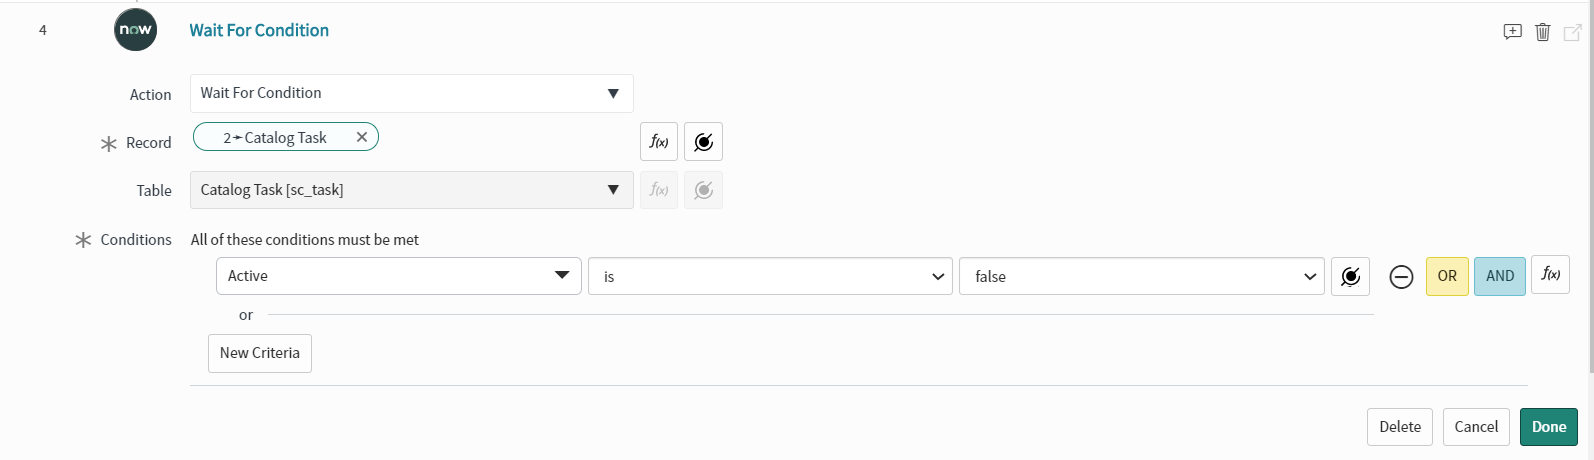 4 now Wait For Condition
Action Wait For Condition
Record 2➛Catalog Task f(x)
Table Catalog Task [sc_task] f(x)
Conditions All of these conditions must be met
Active is false OR AND f(x)
or
New Criteria
Delete Cancel Done